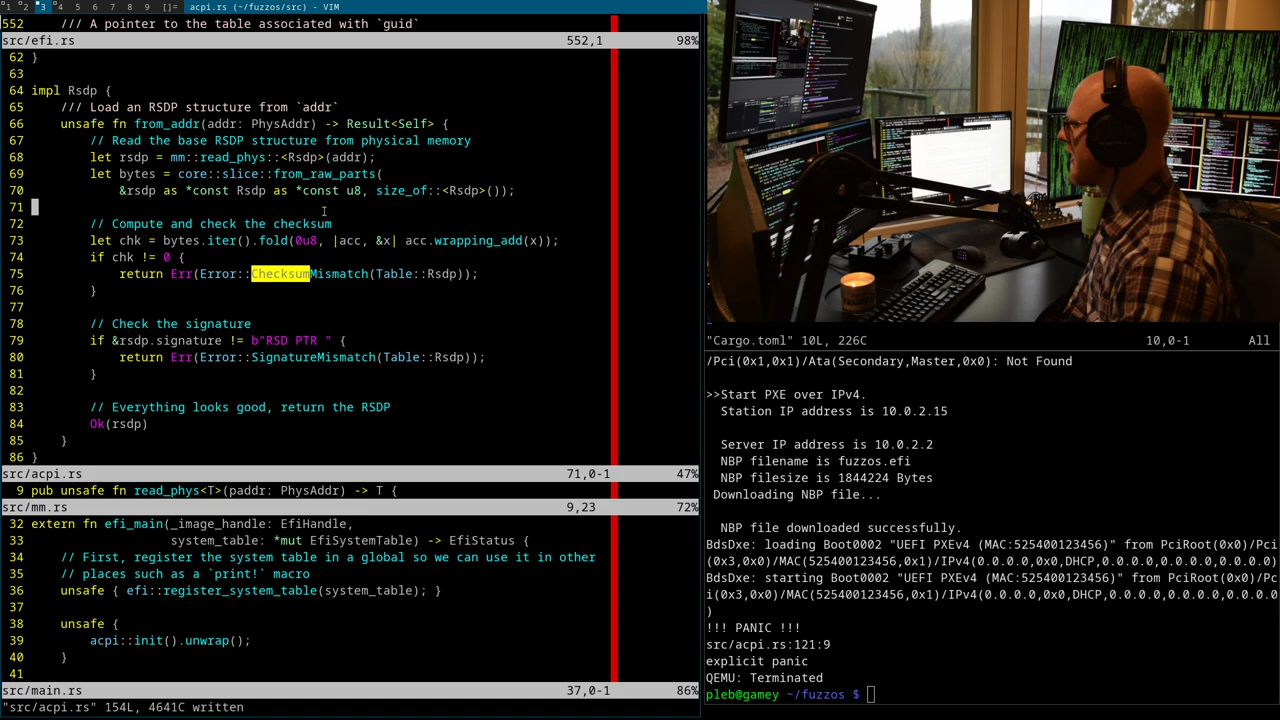 1 2 3 4 5 6 7 8 9 []= acpi.rs (~/fuzzos/src) - VIM
552     /// A pointer to the table associated with `guid`
src/efi.rs 552,1 98%
62 }
63
64 impl Rsdp {
65     /// Load an RSDP structure from `addr`
66     unsafe fn from_addr(addr: PhysAddr) -> Result<Self> {
67         // Read the base RSDP structure from physical memory
68         let rsdp = mm::read_phys::<Rsdp>(addr);
69         let bytes = core::slice::from_raw_parts(
70             &rsdp as *const Rsdp as *const u8, size_of::<Rsdp>());
71
72         // Compute and check the checksum
73         let chk = bytes.iter().fold(0u8, |acc, &x| acc.wrapping_add(x));
74         if chk != 0 {
75             return Err(Error::ChecksumMismatch(Table::Rsdp));
76         }
77
78         // Check the signature
79         if &rsdp.signature != b"RSD PTR " {
80             return Err(Error::SignatureMismatch(Table::Rsdp));
81         }
82
83         // Everything looks good, return the RSDP
84         Ok(rsdp)
85     }
86 }
src/acpi.rs 71,0-1 47%
9 pub unsafe fn read_phys<T>(paddr: PhysAddr) -> T {
src/mm.rs 9,23 72%
32 extern fn efi_main(_image_handle: EfiHandle,
33                    system_table: *mut EfiSystemTable) -> EfiStatus {
34     // First, register the system table in a global so we can use it in other
35     // places such as a `print!` macro
36     unsafe { efi::register_system_table(system_table); }
37
38     unsafe {
39         acpi::init().unwrap();
40     }
41
src/main.rs 37,0-1 86%
"src/acpi.rs" 154L, 4641C written
~
"Cargo.toml" 10L, 226C 10,0-1 All
/Pci(0x1,0x1)/Ata(Secondary,Master,0x0): Not Found
>>Start PXE over IPv4.
  Station IP address is 10.0.2.15
  Server IP address is 10.0.2.2
  NBP filename is fuzzos.efi
  NBP filesize is 1844224 Bytes
 Downloading NBP file...
  NBP file downloaded successfully.
BdsDxe: loading Boot0002 "UEFI PXEv4 (MAC:525400123456)" from PciRoot(0x0)/Pci
(0x3,0x0)/MAC(525400123456,0x1)/IPv4(0.0.0.0,0x0,DHCP,0.0.0.0,0.0.0.0,0.0.0.0)
BdsDxe: starting Boot0002 "UEFI PXEv4 (MAC:525400123456)" from PciRoot(0x0)/Pc
i(0x3,0x0)/MAC(525400123456,0x1)/IPv4(0.0.0.0,0x0,DHCP,0.0.0.0,0.0.0.0,0.0.0.0
)
!!! PANIC !!!
src/acpi.rs:121:9
explicit panic
QEMU: Terminated
pleb@gamey ~/fuzzos $